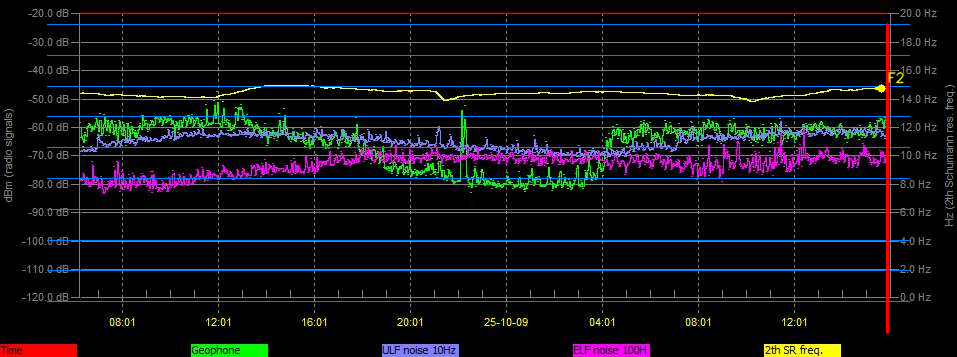 -20.0 dB 20.0 Hz
-30.0 dB 18.0 Hz
-40.0 dB 16.0 Hz
F2
-50.0 dB 14.0 Hz
-60.0 dB 12.0 Hz
-70.0 dB 10.0 Hz
-80.0 dB 8.0 Hz
-90.0 dB 6.0 Hz
-100.0 dB 4.0 Hz
-110.0 dB 2.0 Hz
-120.0 dB 0.0 Hz
dBm (radio signals)
Hz (2th Schumann res. freq.)
08:01 12:01 16:01 20:01 25-10-09 04:01 08:01 12:01
Time Geophone ULF noise 10Hz ELF noise 100H 2th SR freq.